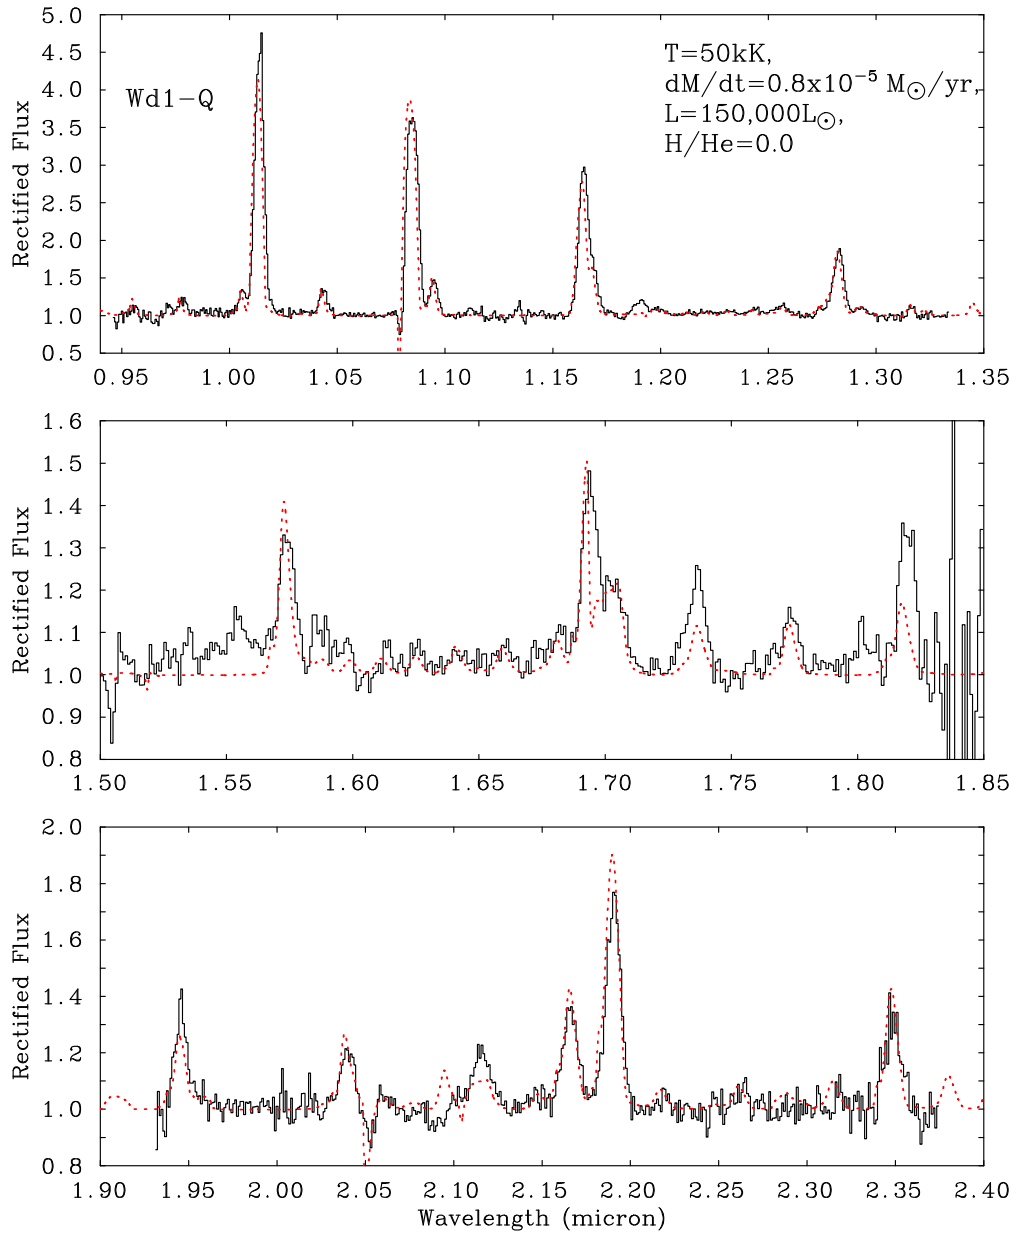 5.0
4.5
4.0
3.5
3.0
2.5
2.0
1.5
1.0
0.5
Rectified Flux
Wd1-Q
T=50kK,
dM/dt=0.8x10⁻⁵ M⊙/yr,
L=150,000L⊙,
H/He=0.0
0.95 1.00 1.05 1.10 1.15 1.20 1.25 1.30 1.35
1.6
1.5
1.4
1.3
1.2
1.1
1.0
0.9
0.8
Rectified Flux
1.50 1.55 1.60 1.65 1.70 1.75 1.80 1.85
2.0
1.8
1.6
1.4
1.2
1.0
0.8
Rectified Flux
1.90 1.95 2.00 2.05 2.10 2.15 2.20 2.25 2.30 2.35 2.40
Wavelength (micron)